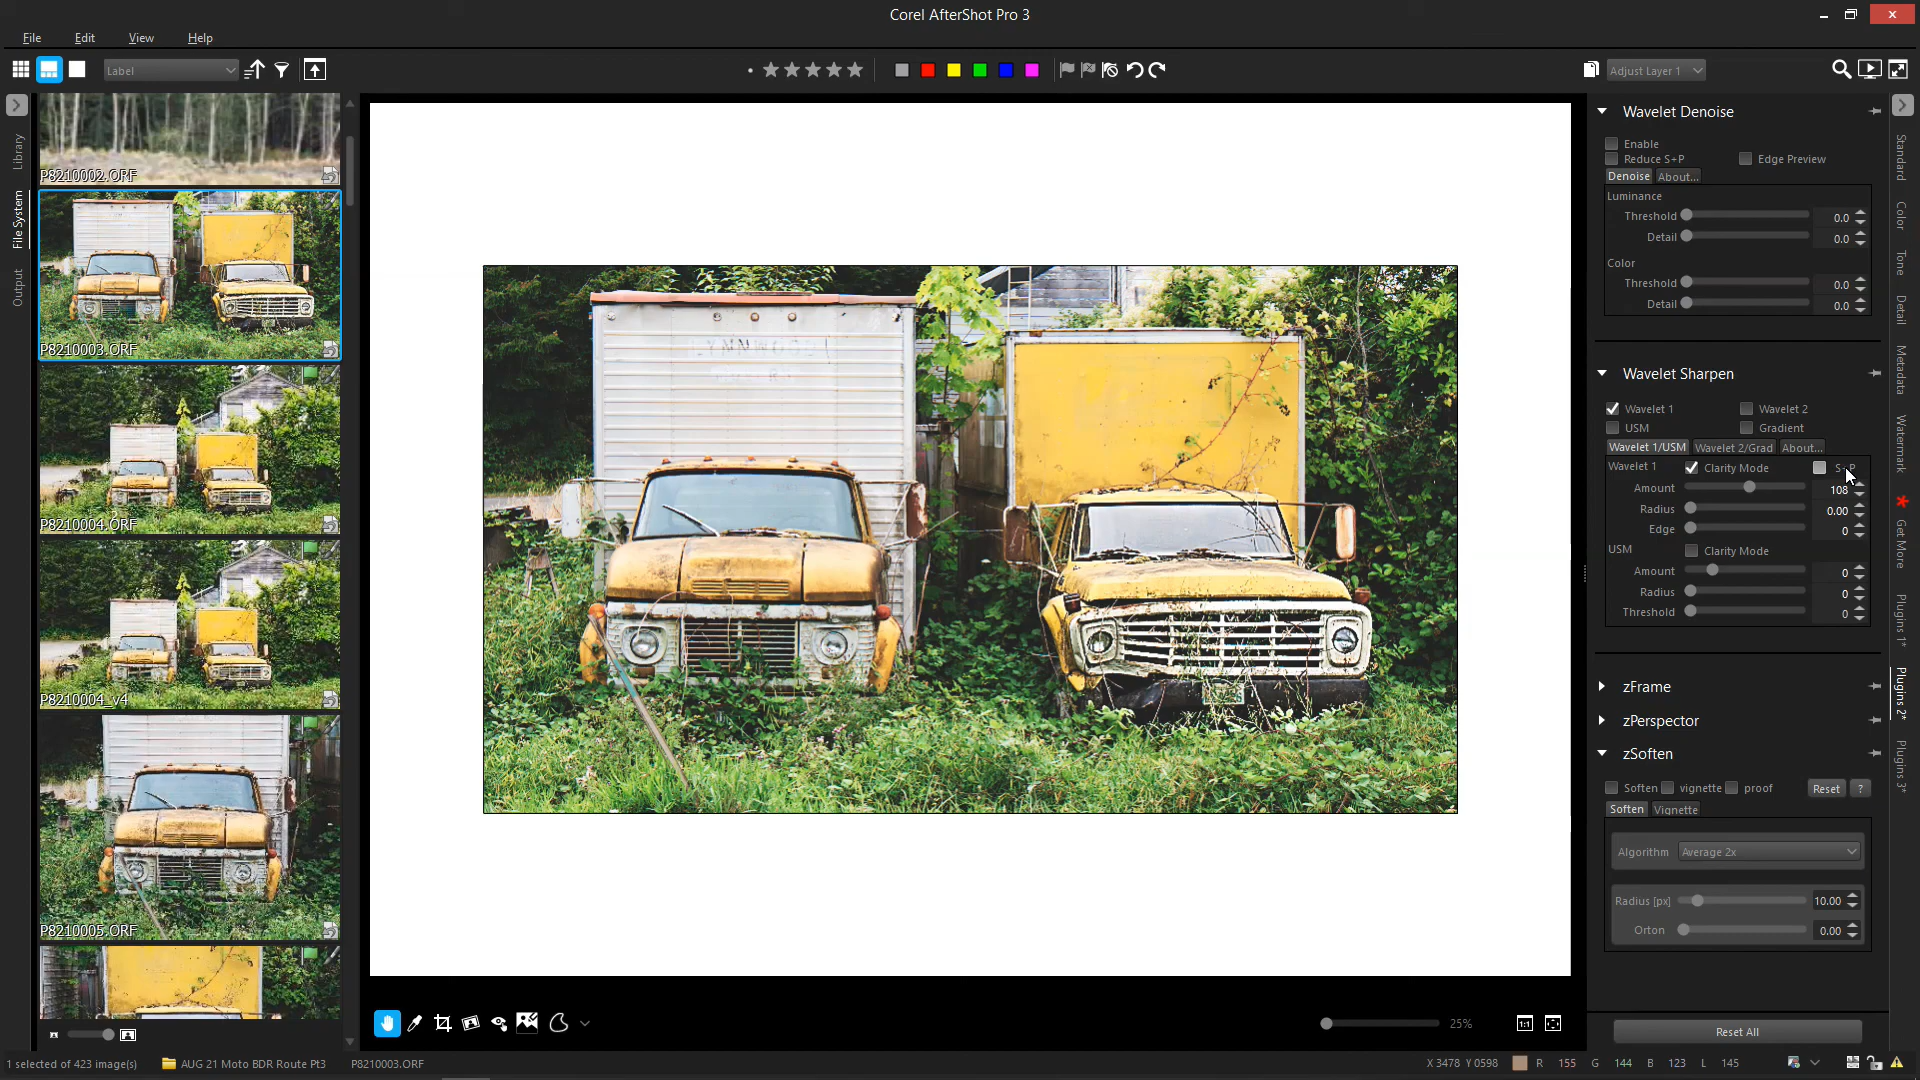 Corel AfterShot Pro 3
File Edit View Help
Label
Adjust Layer 1
Library
File System
Output
P8210002.ORF
P8210003.ORF
P8210004.ORF
P8210004_v4
P8210005.ORF
LYNNWOOD
25%
Wavelet Denoise
Enable
Reduce S+P Edge Preview
Denoise About...
Luminance
Threshold 0.0
Detail 0.0
Color
Threshold 0.0
Detail 0.0
Wavelet Sharpen
Wavelet 1 Wavelet 2
USM Gradient
Wavelet 1/USM Wavelet 2/Grad About...
Wavelet 1 Clarity Mode
Amount 108
Radius 0.00
Edge 0
USM Clarity Mode
Amount 0
Radius 0
Threshold 0
zFrame
zPerspector
zSoften
Soften vignette proof Reset ?
Soften Vignette
Algorithm Average 2x
Radius [px] 10.00
Orton 0.00
Reset All
Standard
Color
Tone
Detail
Metadata
Watermark
Get More
Plugins 1*
Plugins 2*
Plugins 3*
1 selected of 423 image(s) AUG 21 Moto BDR Route Pt3 P8210003.ORF
X 3478 Y 0598 R 155 G 144 B 123 L 145
1:1